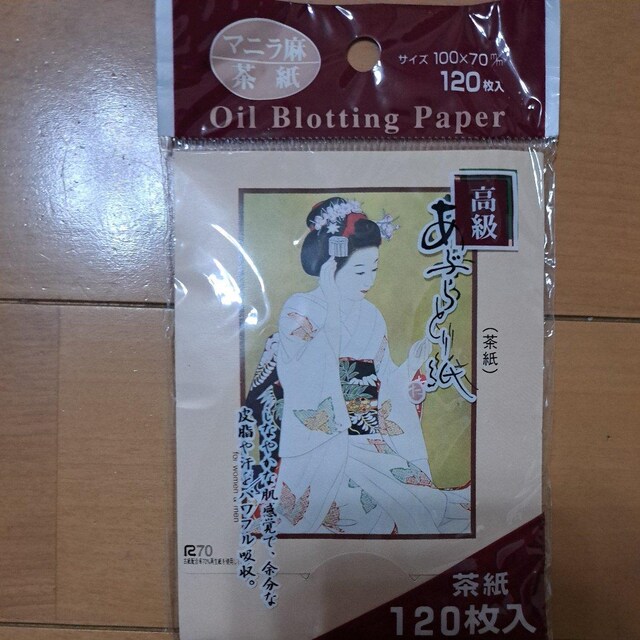 マニラ麻
茶紙
サイズ 100×70
120枚入
Oil Blotting Paper
高級
あぶらとり紙
(茶紙)
しなやかな肌感覚で、余分な
皮脂や汗をパワフル吸収。
for women & men
R70
茶紙
120枚入